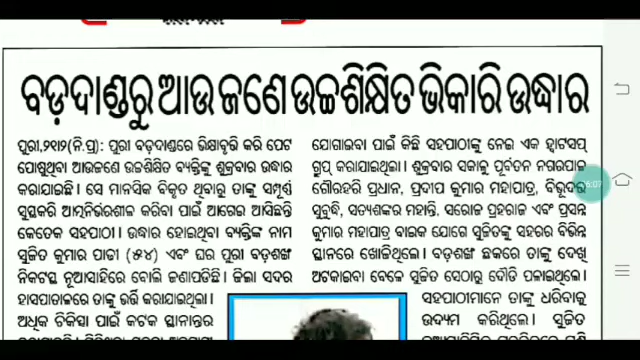 ବଡ଼ଦାଣ୍ଡରୁ ଆଉ ଜଣେ ଉଚ୍ଚଶିକ୍ଷିତ ଭିକାରି ଉଦ୍ଧାର
ପୁରୀ,୨୧।୨(ନି.ପ୍ର): ପୁରୀ ବଡ଼ଦାଣ୍ଡରେ ଭିକ୍ଷାବୃତ୍ତି କରି ପେଟ
ପୋଷୁଥିବା ଆଉଜଣେ ଉଚ୍ଚଶିକ୍ଷିତ ବ୍ୟକ୍ତିଙ୍କୁ ଶୁକ୍ରବାର ଉଦ୍ଧାର
କରାଯାଇଛି। ସେ ମାନସିକ ବିକୃତ ଥିବାରୁ ତାଙ୍କୁ ସମ୍ପୂର୍ଣ୍ଣ
ସୁସ୍ଥକରି ଆତ୍ମନିର୍ଭରଶୀଳ କରିବା ପାଇଁ ଆଗେଇ ଆସିଛନ୍ତି
କେତେକ ସହପାଠୀ। ଉଦ୍ଧାର ହୋଇଥିବା ବ୍ୟକ୍ତିଙ୍କ ନାମ
ସୁଜିତ କୁମାର ପାଢୀ (୫୪) ଏବଂ ଘର ପୁରୀ ବଡ଼ଶଙ୍ଖ
ନିକଟସ୍ଥ ନୂଆସାହିରେ ବୋଲି ଜଣାପଡିଛି। ଜିଲା ସଦର
ହାସପାତାଳରେ ତାଙ୍କୁ ଭର୍ତ୍ତି କରାଯାଇଥିଲା।
ଅଧିକ ଚିକିତ୍ସା ପାଇଁ କଟକ ସ୍ଥାନାନ୍ତର
ଯୋଗାଇବା ପାଇଁ କିଛି ସହପାଠୀଙ୍କୁ ନେଇ ଏକ ହ୍ୱାଟସପ୍
ଗ୍ରୁପ୍ କରାଯାଇଥିଲା। ଶୁକ୍ରବାର ସକାଳୁ ପୂର୍ବତନ ନଗରପାଳ
ଗୌରହରି ପ୍ରଧାନ, ପ୍ରଦୀପ କୁମାର ମହାପାତ୍ର,
ସୁବୁଦ୍ଧି, ସତ୍ୟଶଙ୍କର ମହାନ୍ତି, ସରୋଜ ପ୍ରହରାଜ ଏବଂ ପ୍ରସନ୍ନ
କୁମାର ମହାପାତ୍ର ବାଇକ ଯୋଗେ ସୁଜିତଙ୍କୁ ସହରର ବିଭିନ୍ନ
ସ୍ଥାନରେ ଖୋଜିଥିଲେ। ବଡ଼ଶଙ୍ଖ ଛକରେ ତାଙ୍କୁ ଦେଖି
ଅଟକାଇବା ବେଳେ ସୁଜିତ ସେଠାରୁ ଦୌଡି ପଳାଇଥିଲେ।
ସହପାଠୀମାନେ ତାଙ୍କୁ ଧରିବାକୁ
ଉଦ୍ୟମ କରିଥିଲେ। ସୁଜିତ